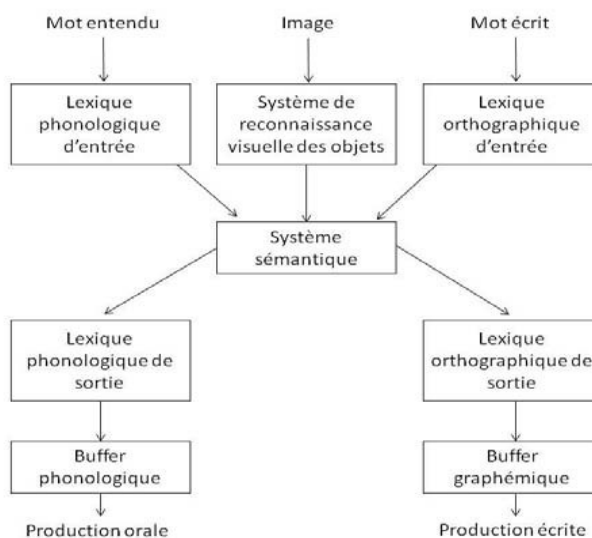 Mot entendu
Image
Mot écrit
Lexique
phonologique
d'entrée
Système de
reconnaissance
visuelle des objets
Lexique
orthographique
d'entrée
Système
sémantique
Lexique
phonologique de
sortie
Lexique
orthographique de
sortie
Buffer
phonologique
Buffer
graphémique
Production orale
Production écrite